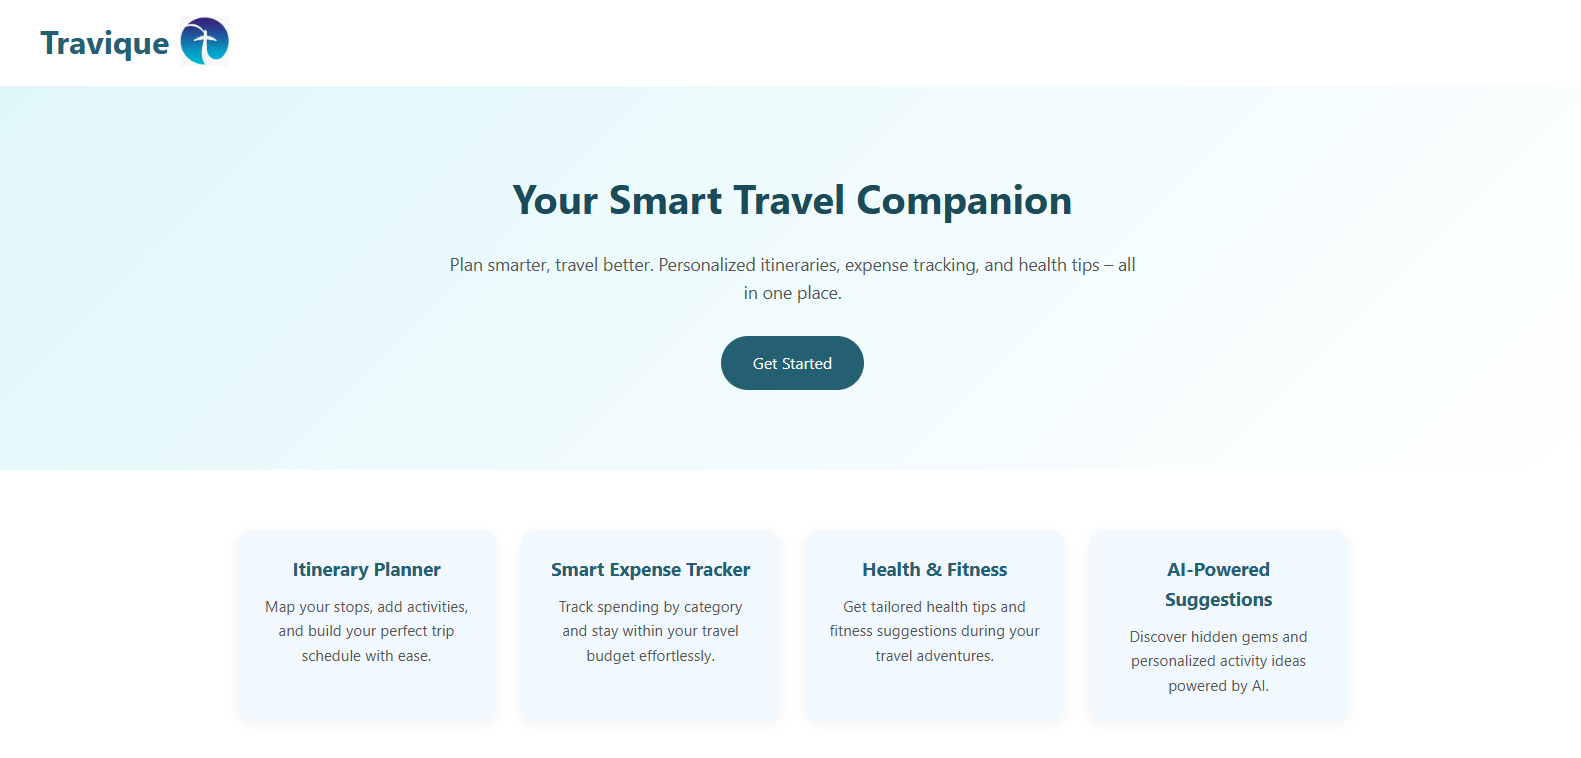 Travique
Your Smart Travel Companion
Plan smarter, travel better. Personalized itineraries, expense tracking, and health tips – all
in one place.
Get Started
Itinerary Planner
Map your stops, add activities,
and build your perfect trip
schedule with ease.
Smart Expense Tracker
Track spending by category
and stay within your travel
budget effortlessly.
Health & Fitness
Get tailored health tips and
fitness suggestions during your
travel adventures.
AI-Powered
Suggestions
Discover hidden gems and
personalized activity ideas
powered by AI.